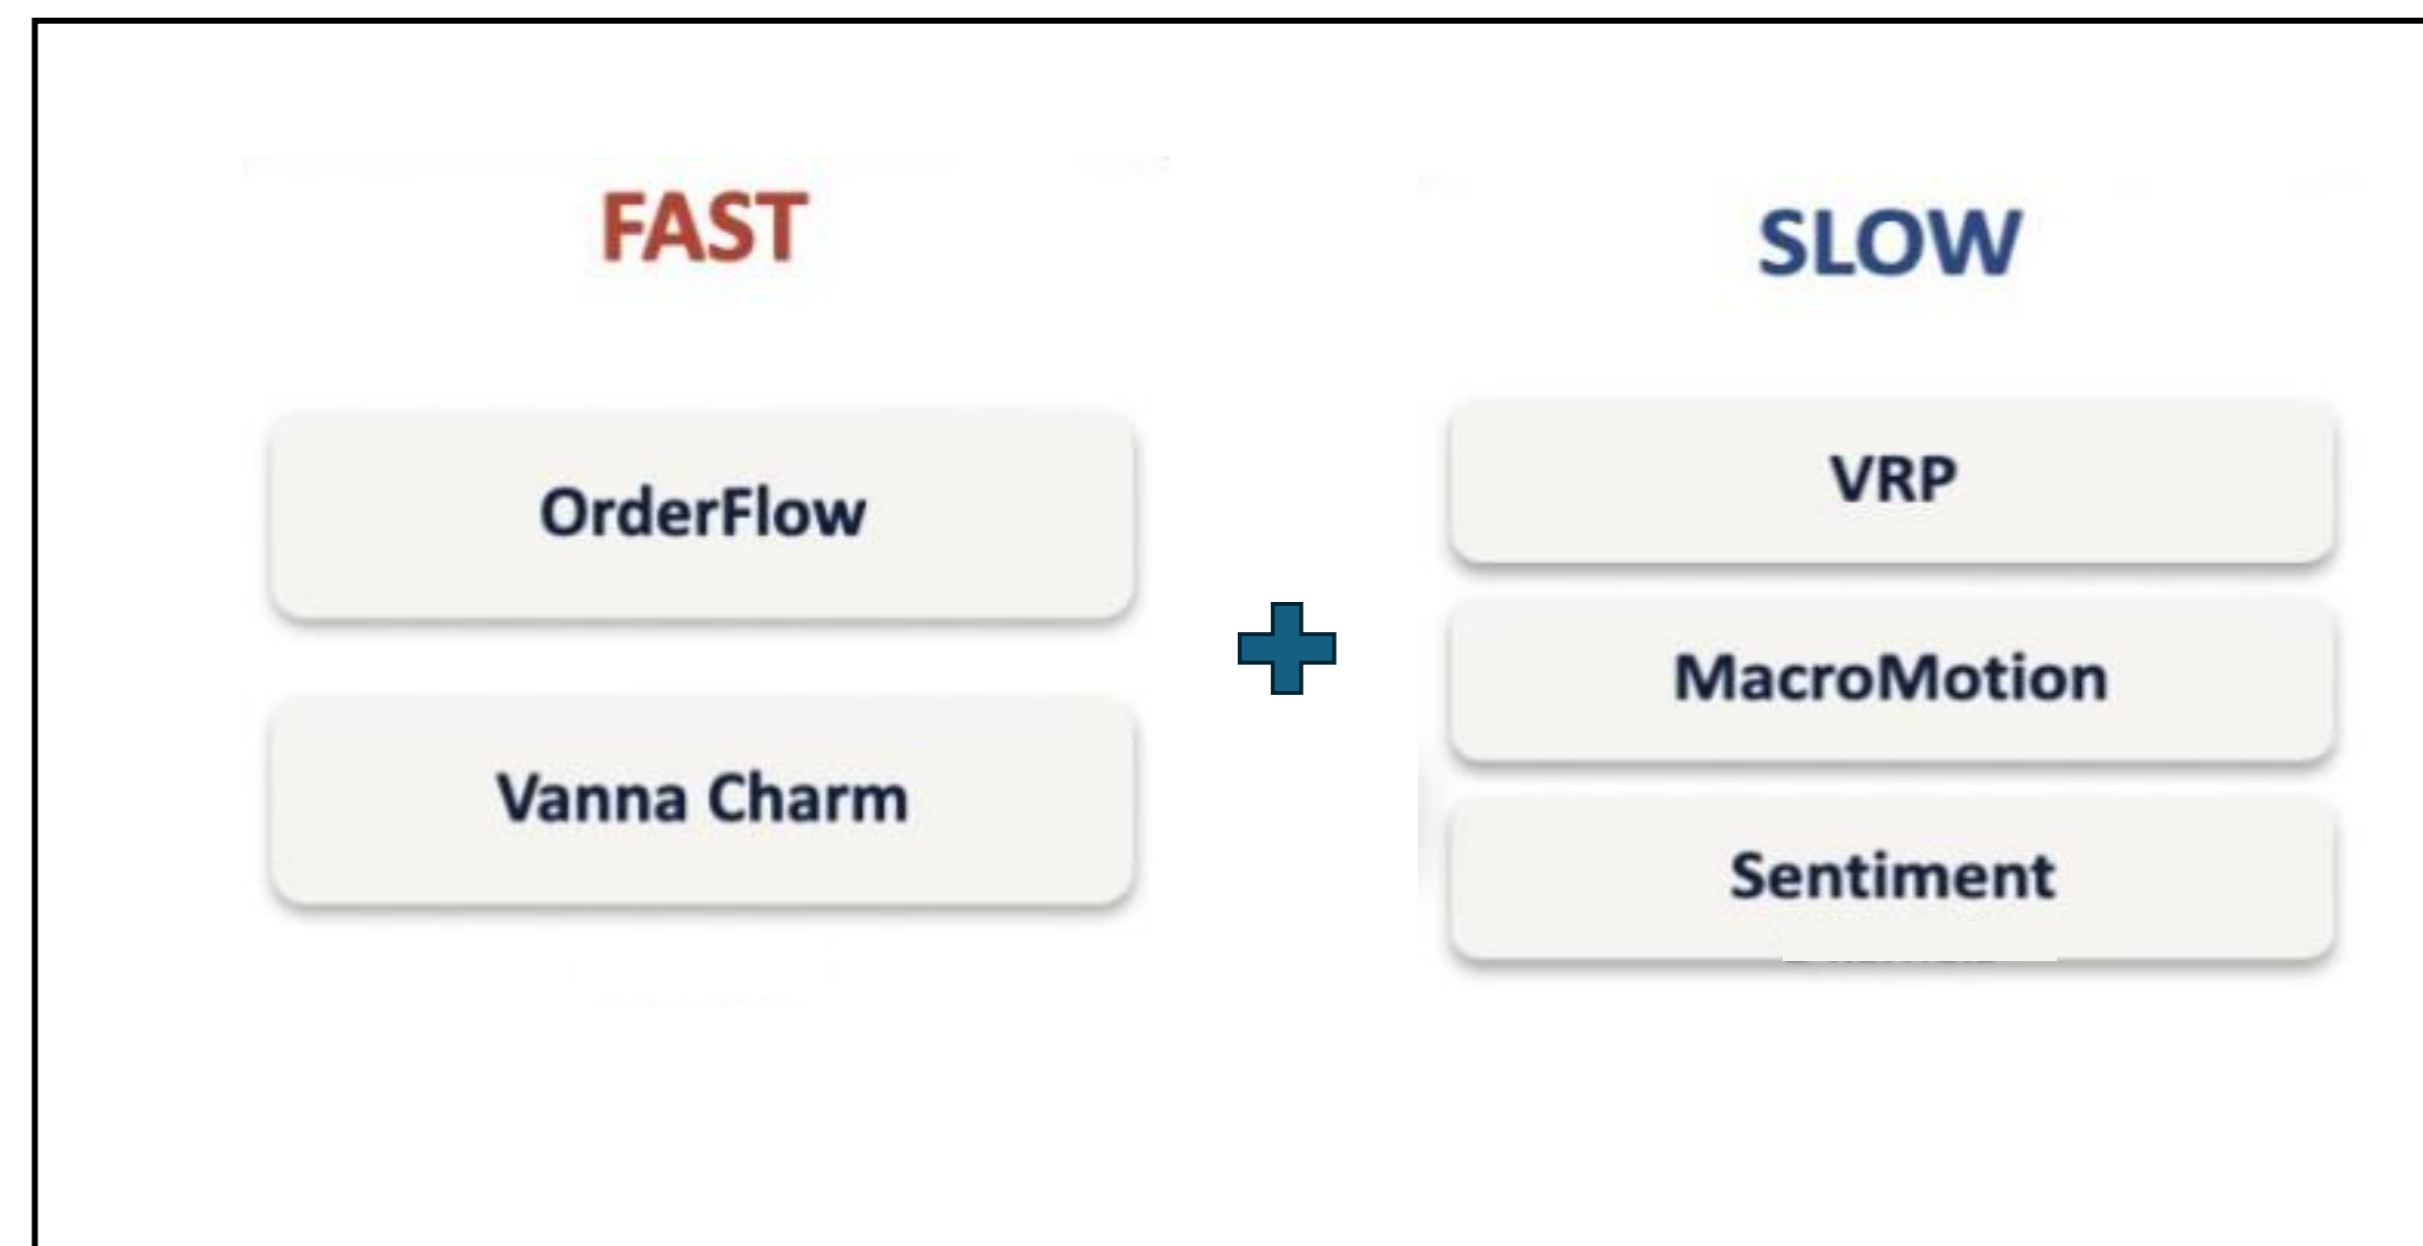 FAST
OrderFlow
Vanna Charm
SLOW
VRP
MacroMotion
Sentiment